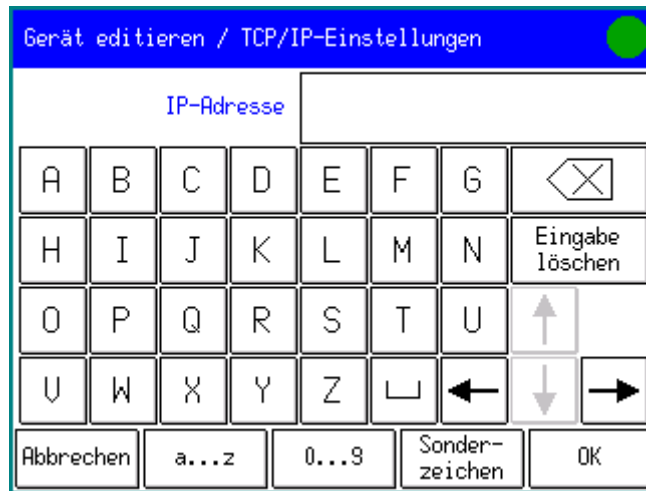 Gerät editieren / TCP/IP-Einstellungen
IP-Adresse
A B C D E F G
H I J K L M N Eingabe löschen
O P Q R S T U
V W X Y Z
Abbrechen a...z 0...9 Sonder-
zeichen OK